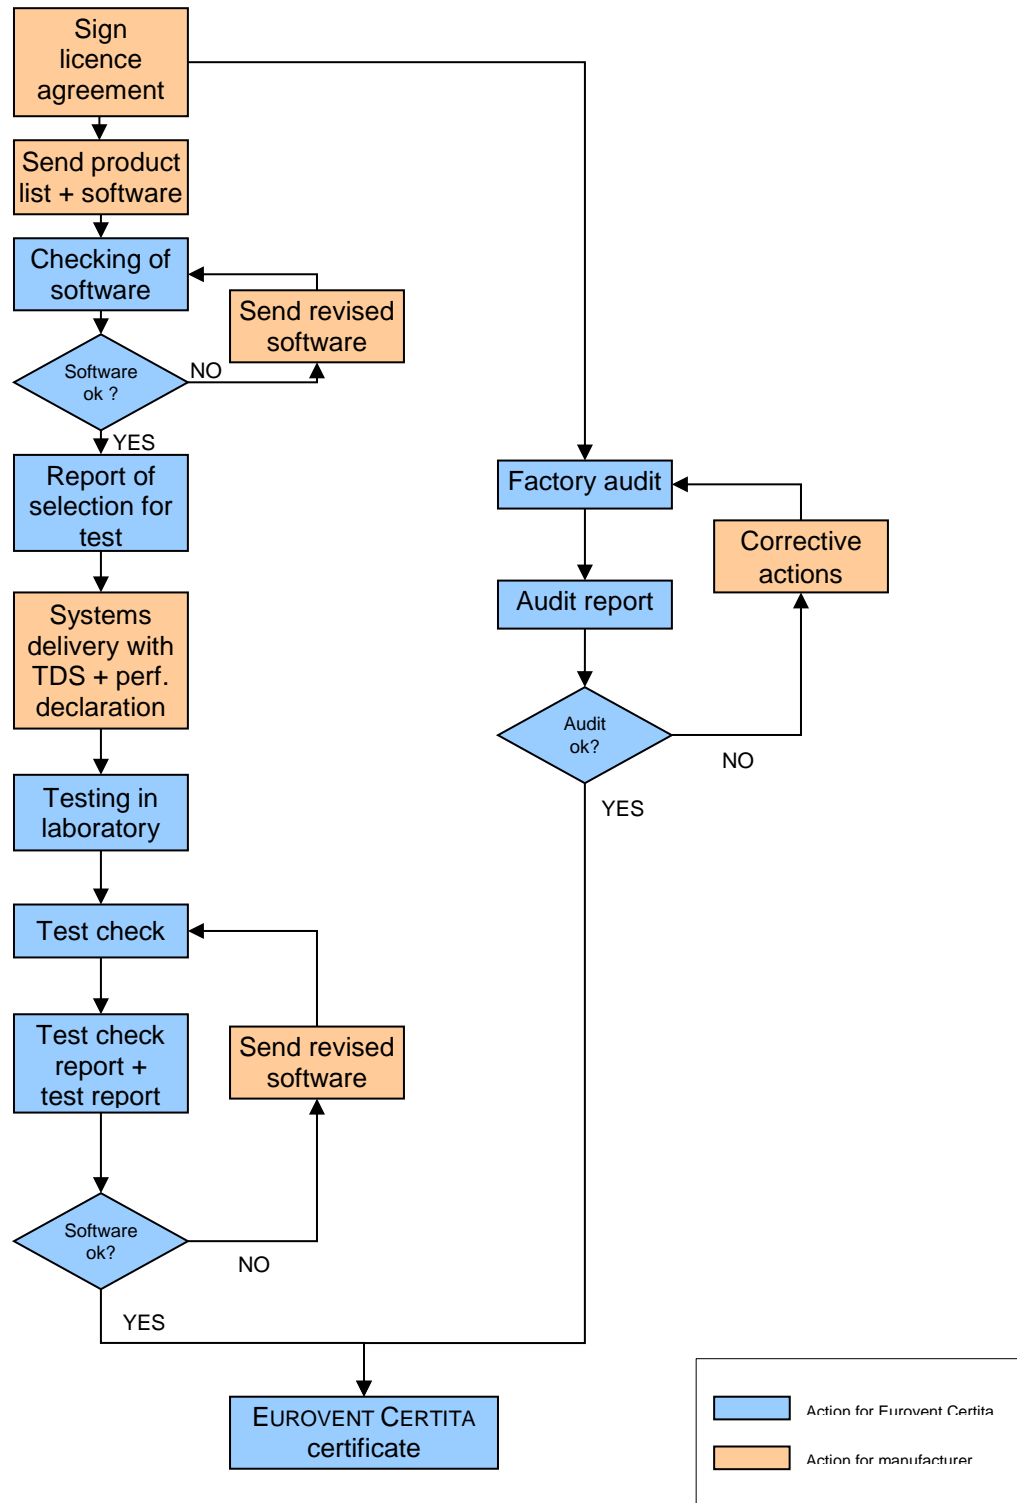 Sign
licence
agreement
Send product
list + software
Checking of
software
Send revised
software
Software
ok ?
NO
YES
Report of
selection for
test
Systems
delivery with
TDS + perf.
declaration
Testing in
laboratory
Test check
Test check
report +
test report
Send revised
software
Software
ok?
NO
YES
Factory audit
Corrective
actions
Audit report
Audit
ok?
NO
YES
EUROVENT CERTITA
certificate
Action for Eurovent Certita
Action for manufacturer